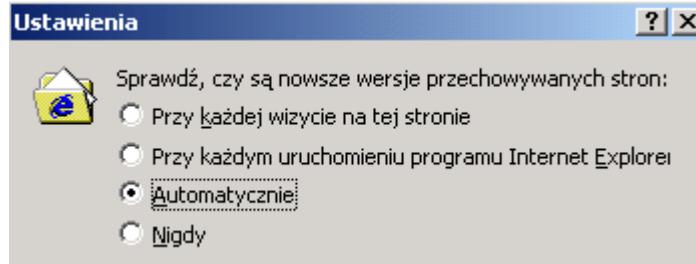 Ustawienia
Sprawdź, czy są nowsze wersje przechowywanych stron:
Przy każdej wizycie na tej stronie
Przy każdym uruchomieniu programu Internet Explorer
Automatycznie
Nigdy